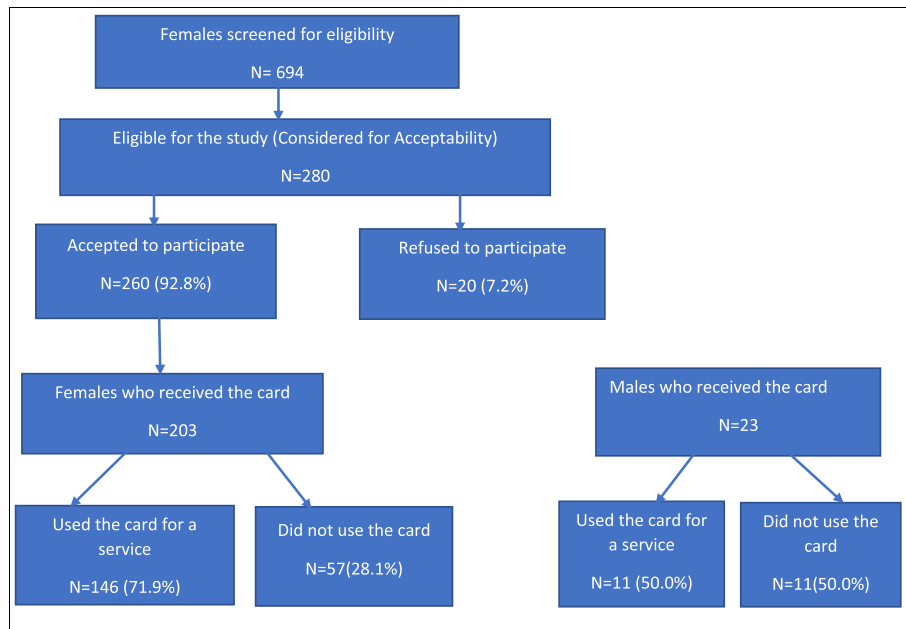 Females screened for eligibility
N= 694
Eligible for the study (Considered for Acceptability)
N=280
Accepted to participate
N=260 (92.8%)
Refused to participate
N=20 (7.2%)
Females who received the card
N=203
Males who received the card
N=23
Used the card for a
service
N=146 (71.9%)
Did not use the card
N=57(28.1%)
Used the card for
a service
N=11 (50.0%)
Did not use the
card
N=11(50.0%)